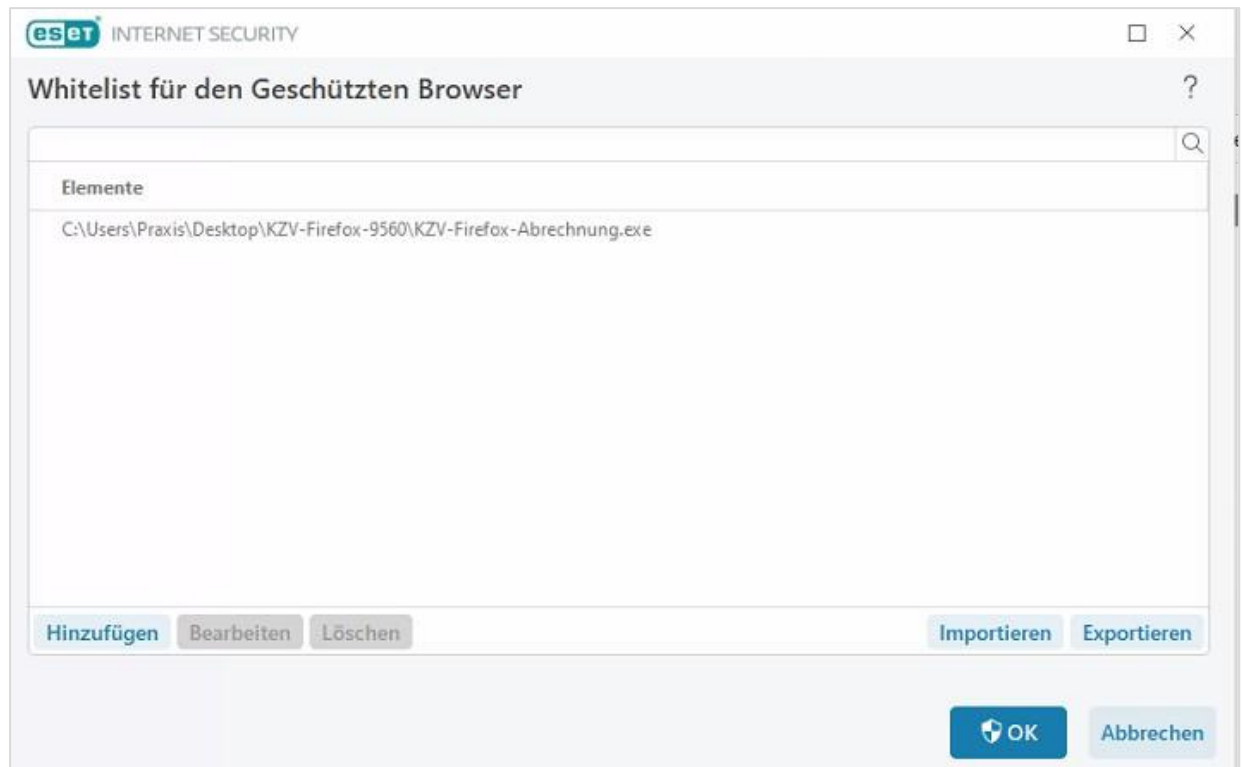 eset INTERNET SECURITY
Whitelist für den Geschützten Browser
?
Elemente
C:\Users\Praxis\Desktop\KZV-Firefox-9560\KZV-Firefox-Abrechnung.exe
Hinzufügen Bearbeiten Löschen Importieren Exportieren
OK Abbrechen